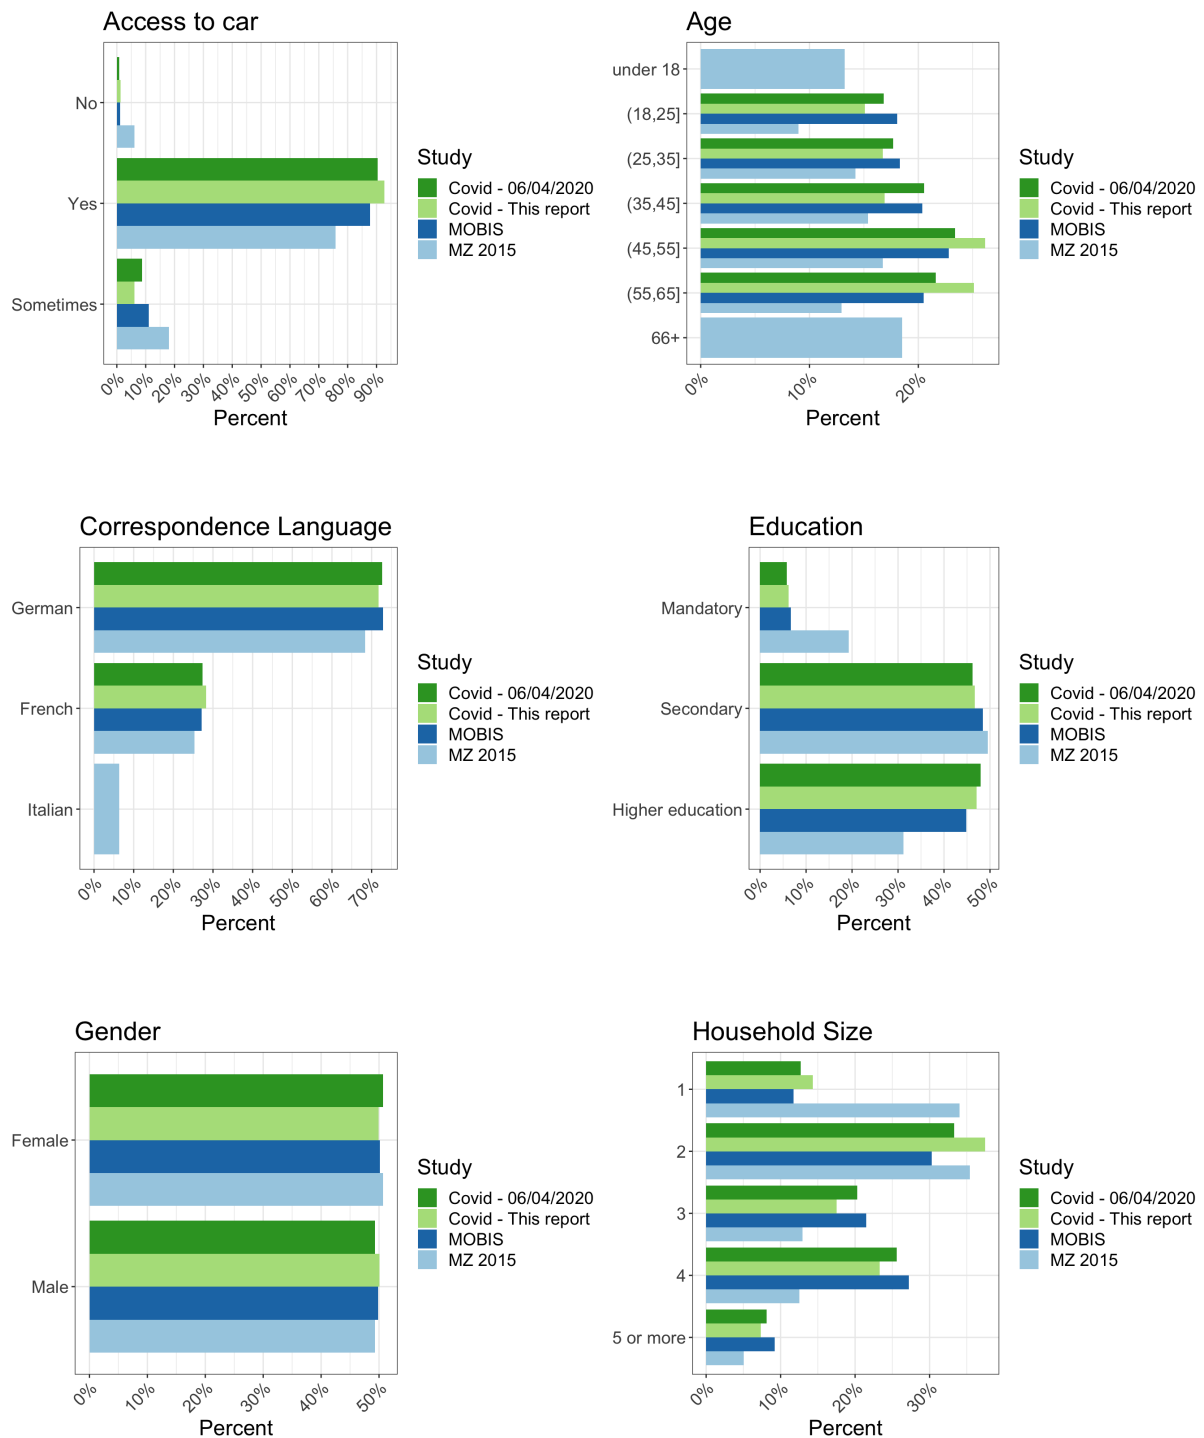 Access to car
No
Yes
Sometimes
0% 10% 20% 30% 40% 50% 60% 70% 80% 90%
Percent
Study
Covid - 06/04/2020
Covid - This report
MOBIS
MZ 2015
Age
under 18
(18,25]
(25,35]
(35,45]
(45,55]
(55,65]
66+
0% 10% 20%
Percent
Study
Covid - 06/04/2020
Covid - This report
MOBIS
MZ 2015
Correspondence Language
German
French
Italian
0% 10% 20% 30% 40% 50% 60% 70%
Percent
Study
Covid - 06/04/2020
Covid - This report
MOBIS
MZ 2015
Education
Mandatory
Secondary
Higher education
0% 10% 20% 30% 40% 50%
Percent
Study
Covid - 06/04/2020
Covid - This report
MOBIS
MZ 2015
Gender
Female
Male
0% 10% 20% 30% 40% 50%
Percent
Study
Covid - 06/04/2020
Covid - This report
MOBIS
MZ 2015
Household Size
1
2
3
4
5 or more
0% 10% 20% 30%
Percent
Study
Covid - 06/04/2020
Covid - This report
MOBIS
MZ 2015